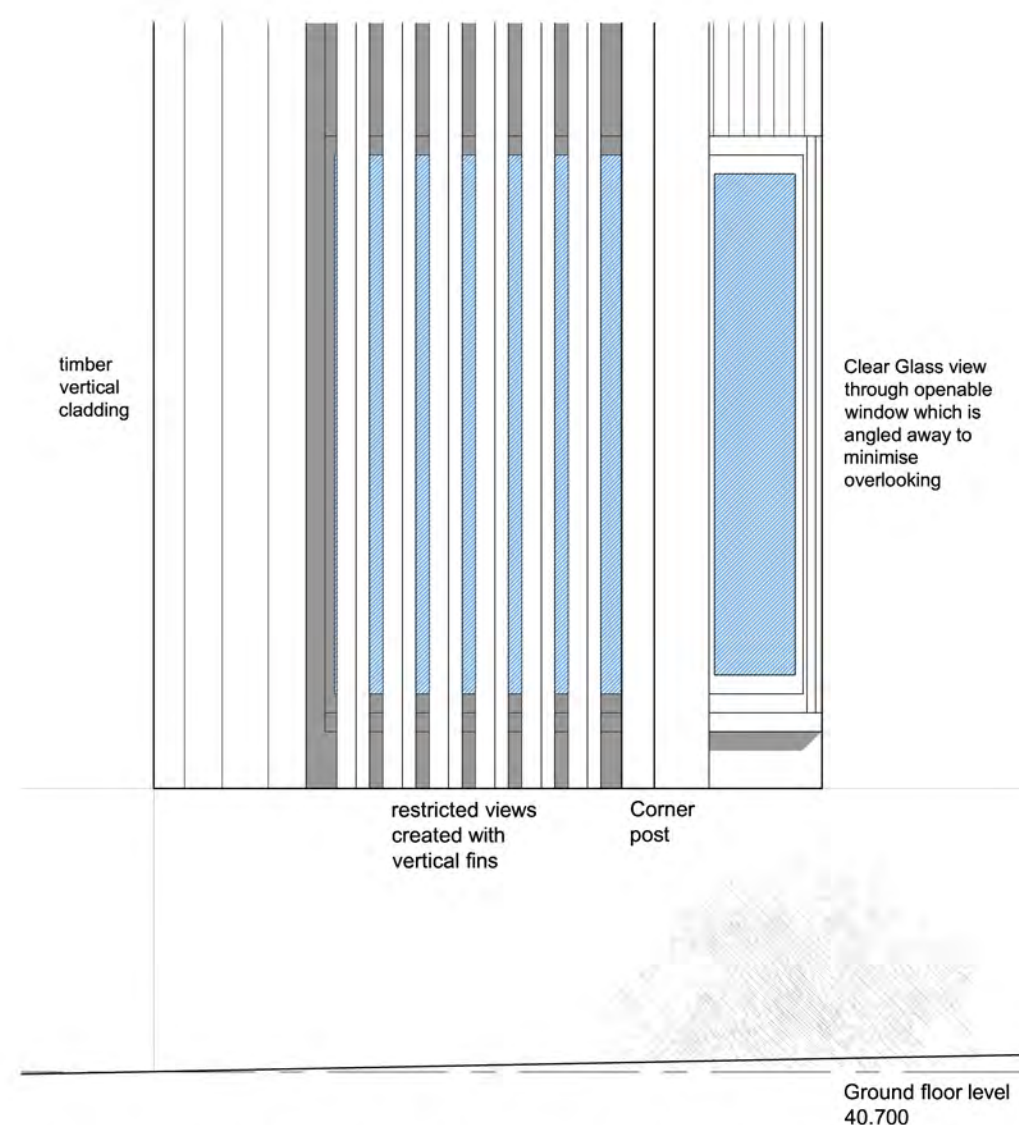 timber
vertical
cladding
Clear Glass view
through openable
window which is
angled away to
minimise
overlooking
restricted views
created with
vertical fins
Corner
post
Ground floor level
40.700